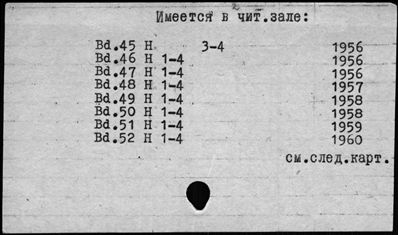 Имеется в чит.зале:
Bd.45 H 3-4 1956
Bd.46 H 1-4 1956
Bd.47 H 1-4 1956
Bd.48 H 1-4 1957
Bd.49 H 1-4 1958
Bd.50 H 1-4 1958
Bd.51 H 1-4 1959
Bd.52 H 1-4 1960
см.след.карт.